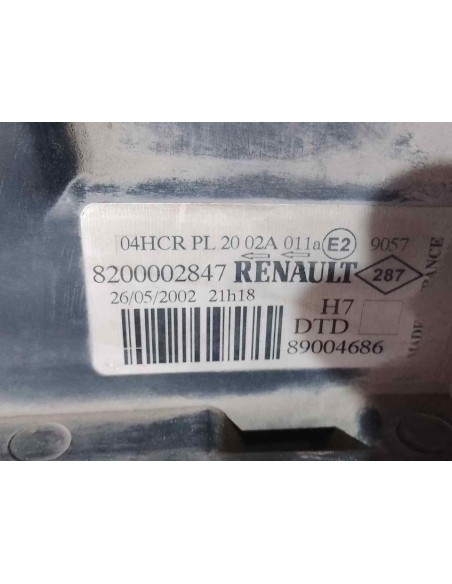 04HCR PL 20 02A 011a E2 9057
8200002847 RENAULT 287
26/05/2002 21h18
H7
DTD
89004686
MADE FRANCE